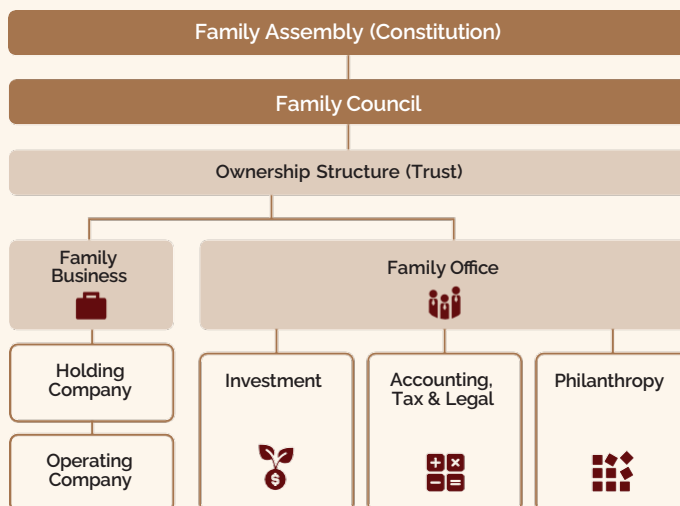 Family Assembly (Constitution)
Family Council
Ownership Structure (Trust)
Family
Business
Family Office
Holding
Company
Operating
Company
Investment
Accounting,
Tax & Legal
Philanthropy